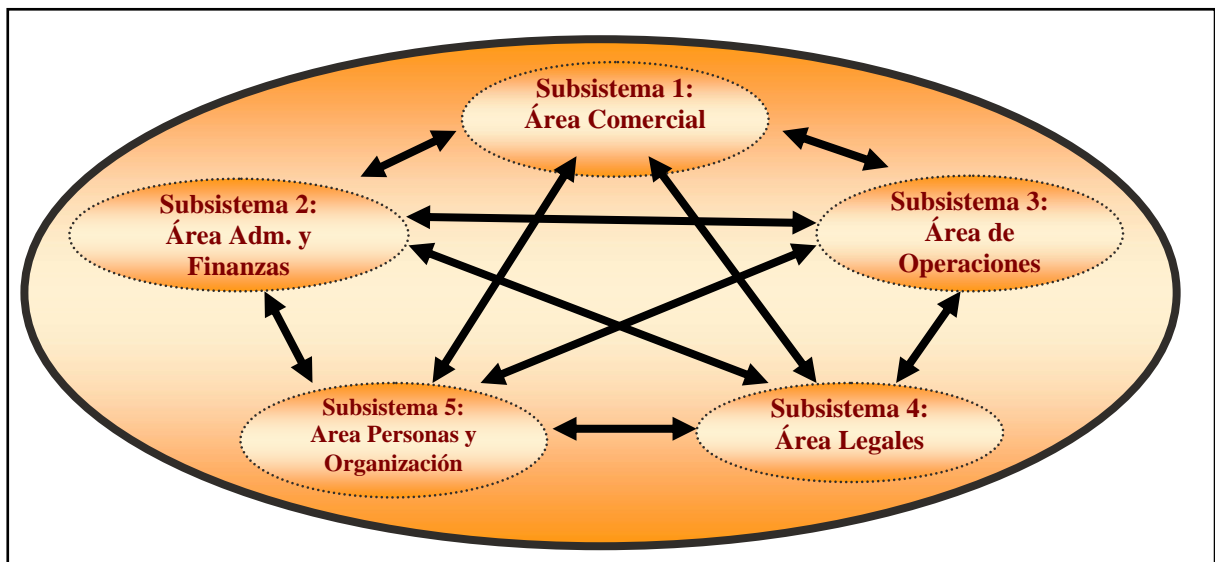 Subsistema 1:
Área Comercial
Subsistema 2:
Área Adm. y
Finanzas
Subsistema 3:
Área de
Operaciones
Subsistema 5:
Area Personas y
Organización
Subsistema 4:
Área Legales